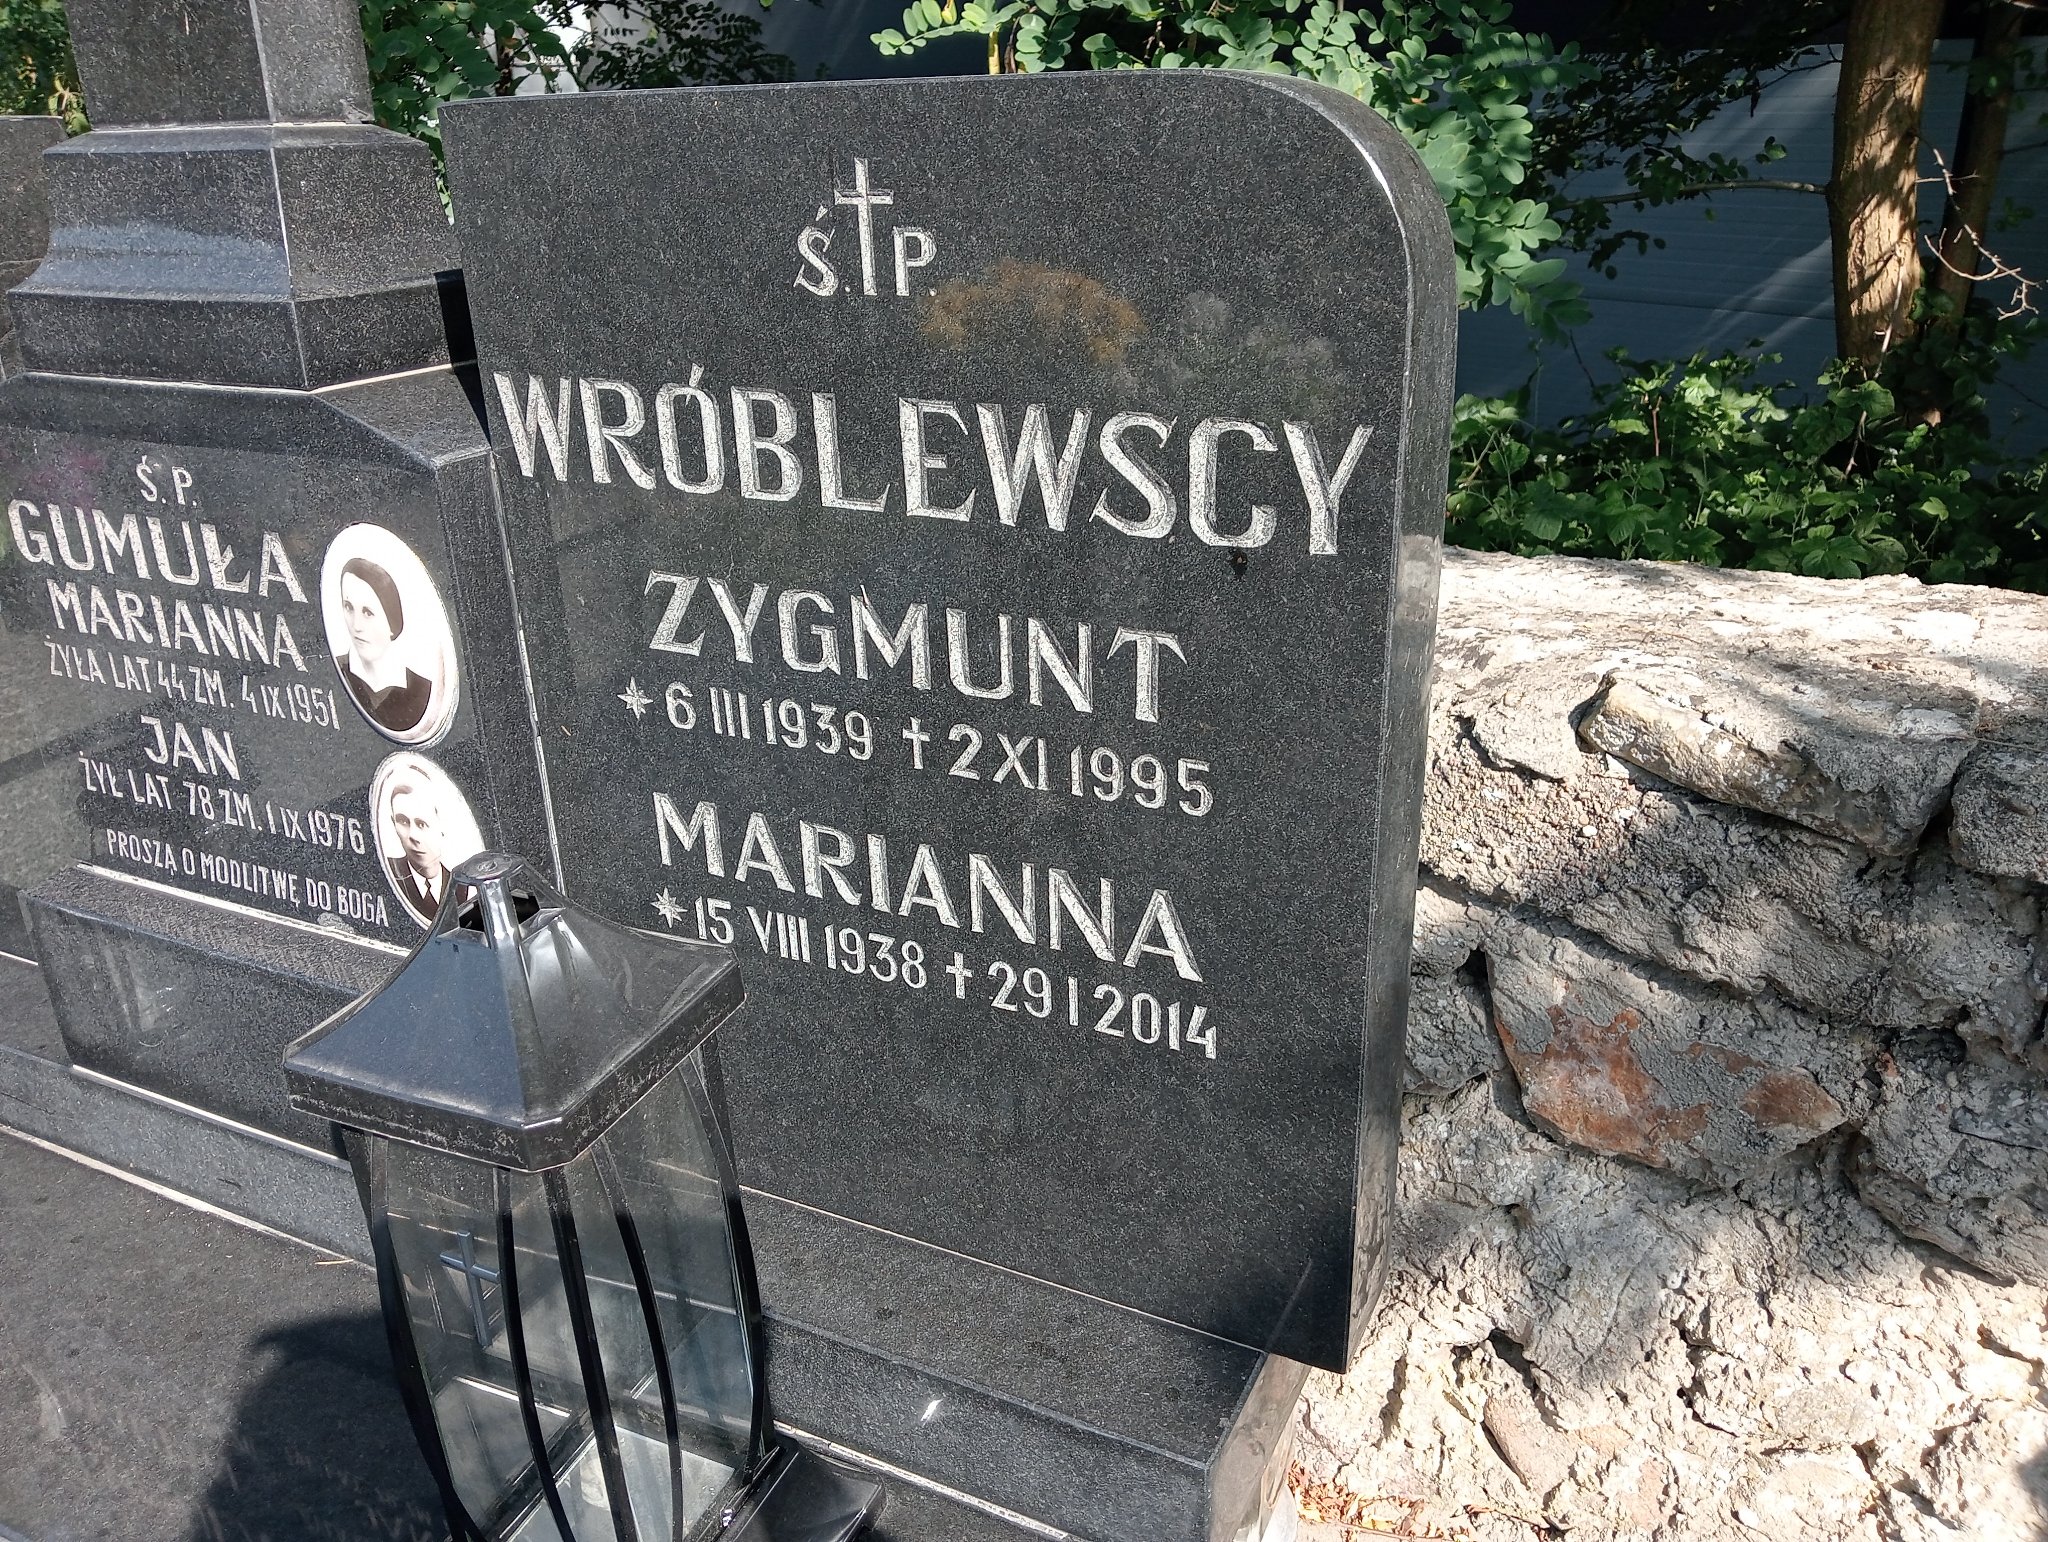 Ś. P.
GUMUŁA
MARIANNA
ŻYŁA LAT 44 ZM. 4 IX 1951
JAN
ŻYŁ LAT 78 ZM. 1 IX 1976
PROSZĄ O MODLITWĘ DO BOGA
Ś.P.
WRÓBLEWSCY
ZYGMUNT
* 6 III 1939 † 2 XI 1995
MARIANNA
* 15 VIII 1938 † 29 I 2014